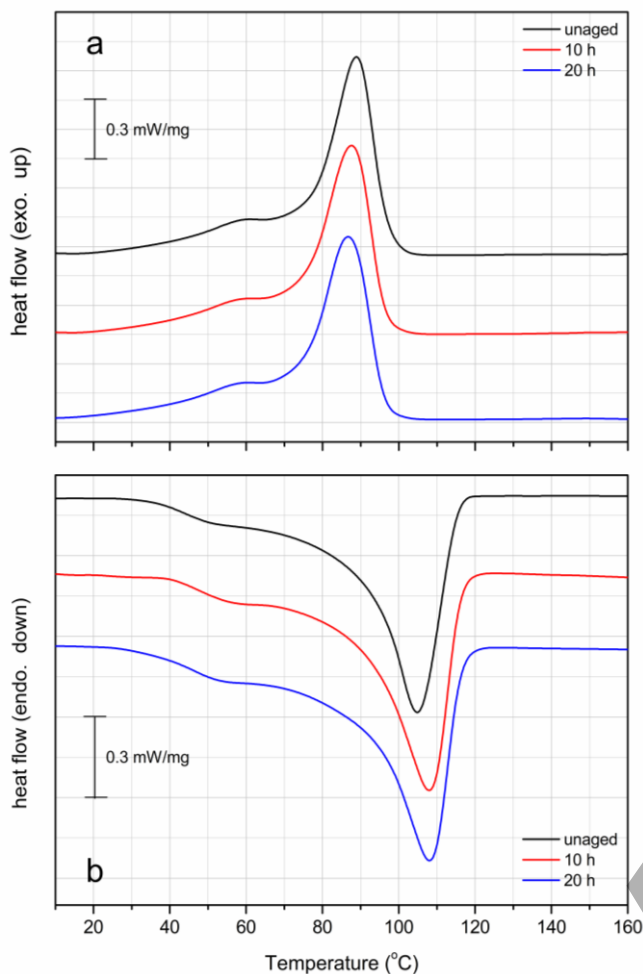 a
unaged
10 h
20 h
0.3 mW/mg
heat flow (exo. up)
0.3 mW/mg
heat flow (endo. down)
unaged
10 h
20 h
b
20 40 60 80 100 120 140 160
Temperature (°C)